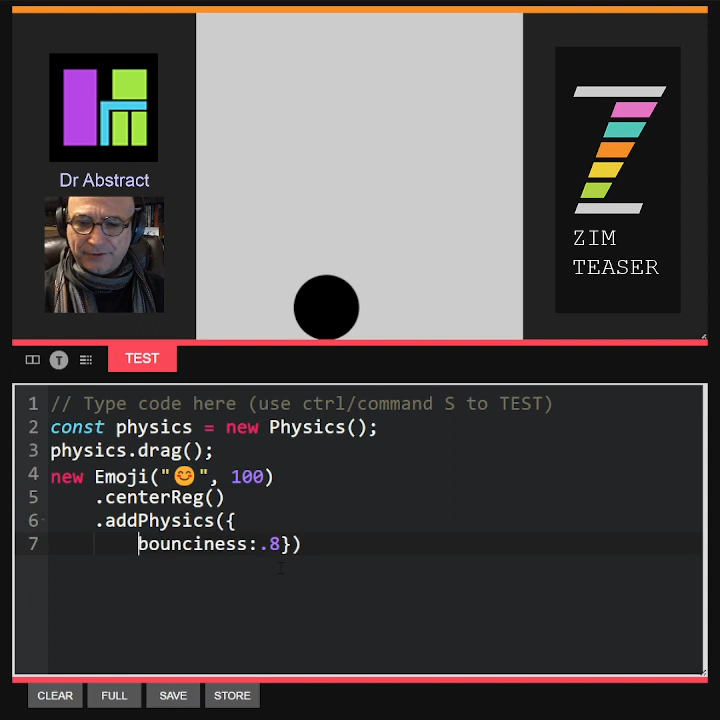 Dr Abstract
ZIM
TEASER
T
TEST
1 // Type code here (use ctrl/command S to TEST)
2 const physics = new Physics();
3 physics.drag();
4 new Emoji("😊", 100)
5 .centerReg()
6 .addPhysics({
7 bounciness:.8})
CLEAR
FULL
SAVE
STORE